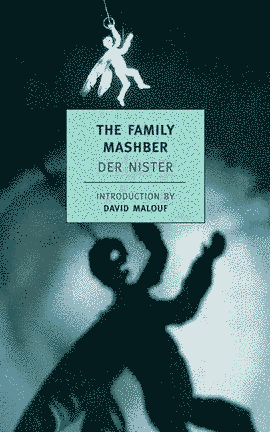 THE FAMILY
MASHBER
DER NISTER
INTRODUCTION BY
DAVID MALOUF